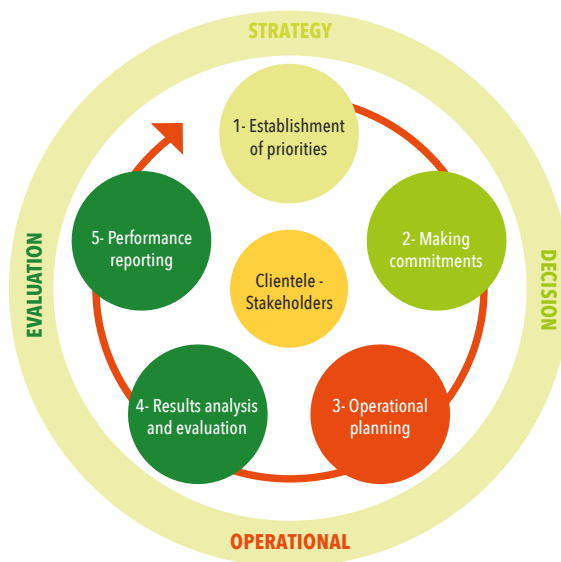 STRATEGY
1- Establishment
of priorities
2- Making
commitments
DECISION
3- Operational
planning
OPERATIONAL
4- Results analysis
and evaluation
5- Performance
reporting
EVALUATION
Clientele -
Stakeholders